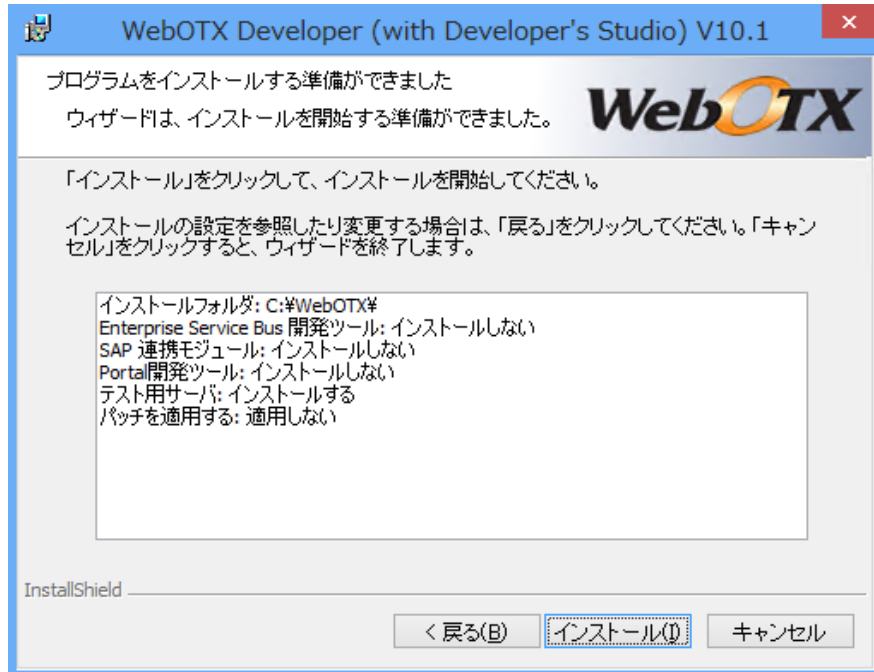 WebOTX Developer (with Developer's Studio) V10.1
プログラムをインストールする準備ができました
ウィザードは、インストールを開始する準備ができました。
WebOTX
「インストール」をクリックして、インストールを開始してください。
インストールの設定を参照したり変更する場合は、「戻る」をクリックしてください。「キャン
セル」をクリックすると、ウィザードを終了します。
インストールフォルダ: C:¥WebOTX¥
Enterprise Service Bus 開発ツール: インストールしない
SAP 連携モジュール: インストールしない
Portal開発ツール: インストールしない
テスト用サーバ: インストールする
パッチを適用する: 適用しない
InstallShield
< 戻る(B) インストール(I) キャンセル